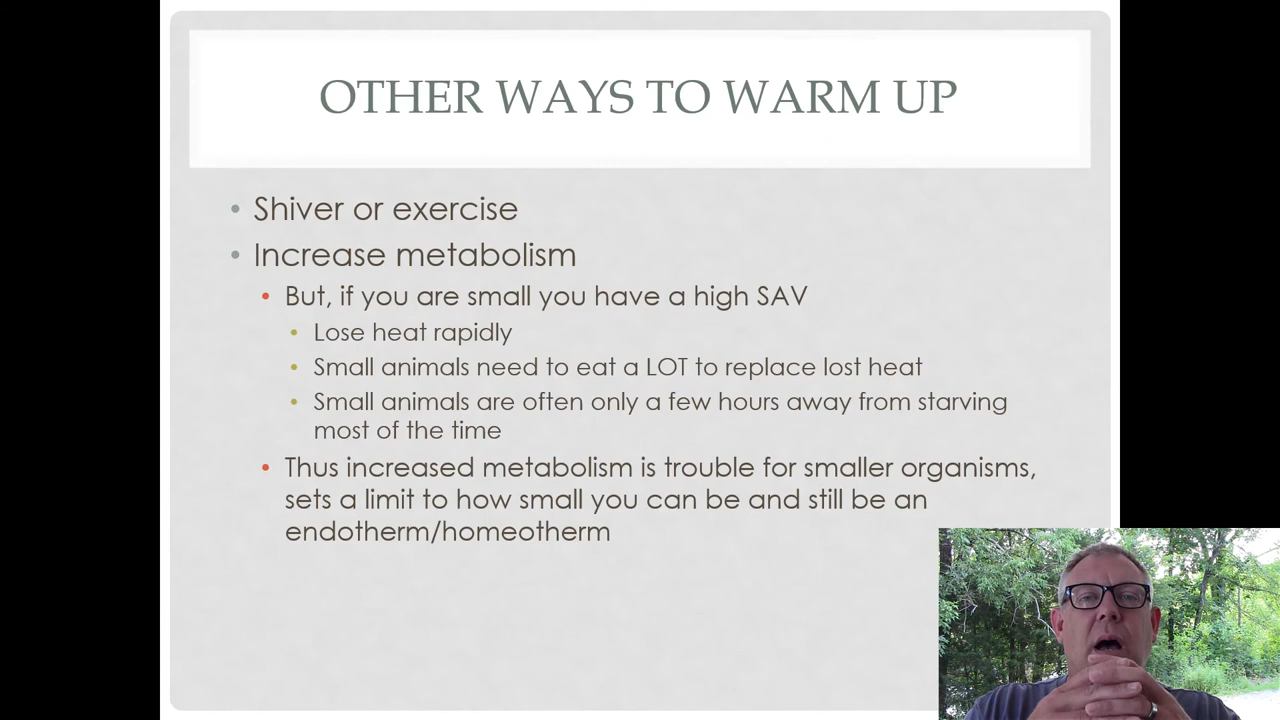 OTHER WAYS TO WARM UP
• Shiver or exercise
• Increase metabolism
• But, if you are small you have a high SAV
• Lose heat rapidly
• Small animals need to eat a LOT to replace lost heat
• Small animals are often only a few hours away from starving
most of the time
• Thus increased metabolism is trouble for smaller organisms,
sets a limit to how small you can be and still be an
endotherm/homeotherm